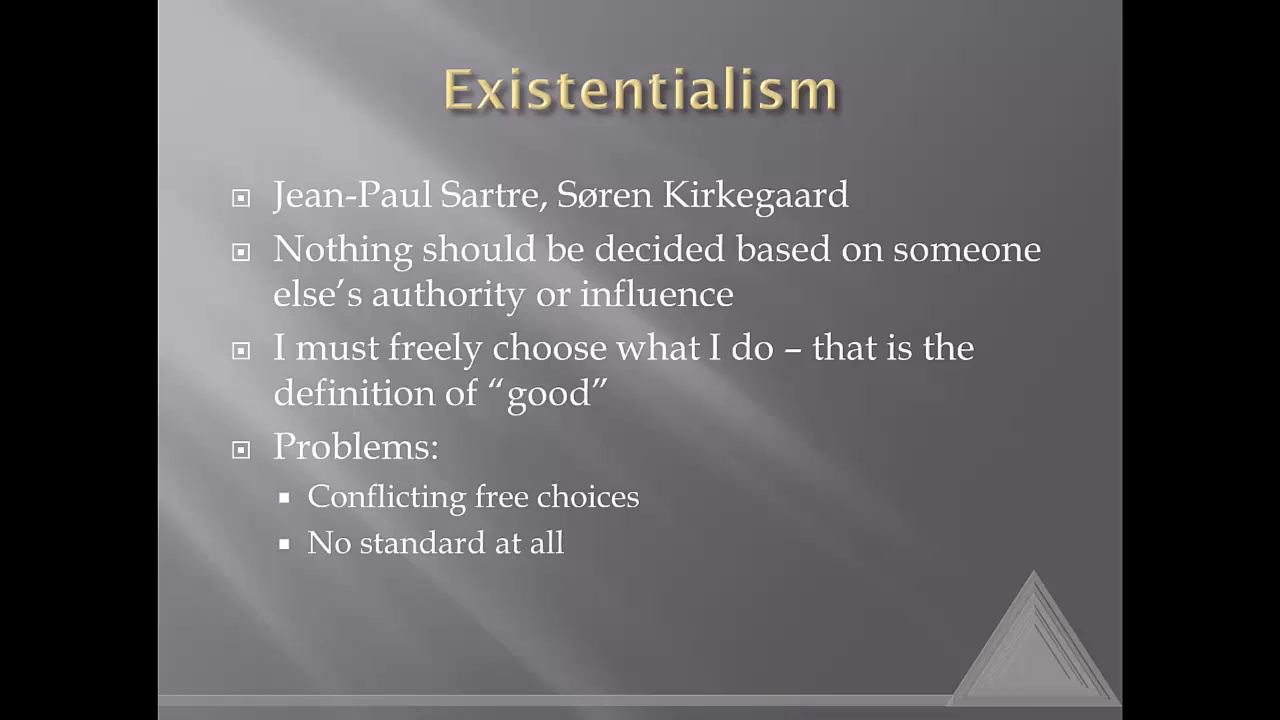 Existentialism
Jean-Paul Sartre, Søren Kirkegaard
Nothing should be decided based on someone
else’s authority or influence
I must freely choose what I do – that is the
definition of “good”
Problems:
Conflicting free choices
No standard at all